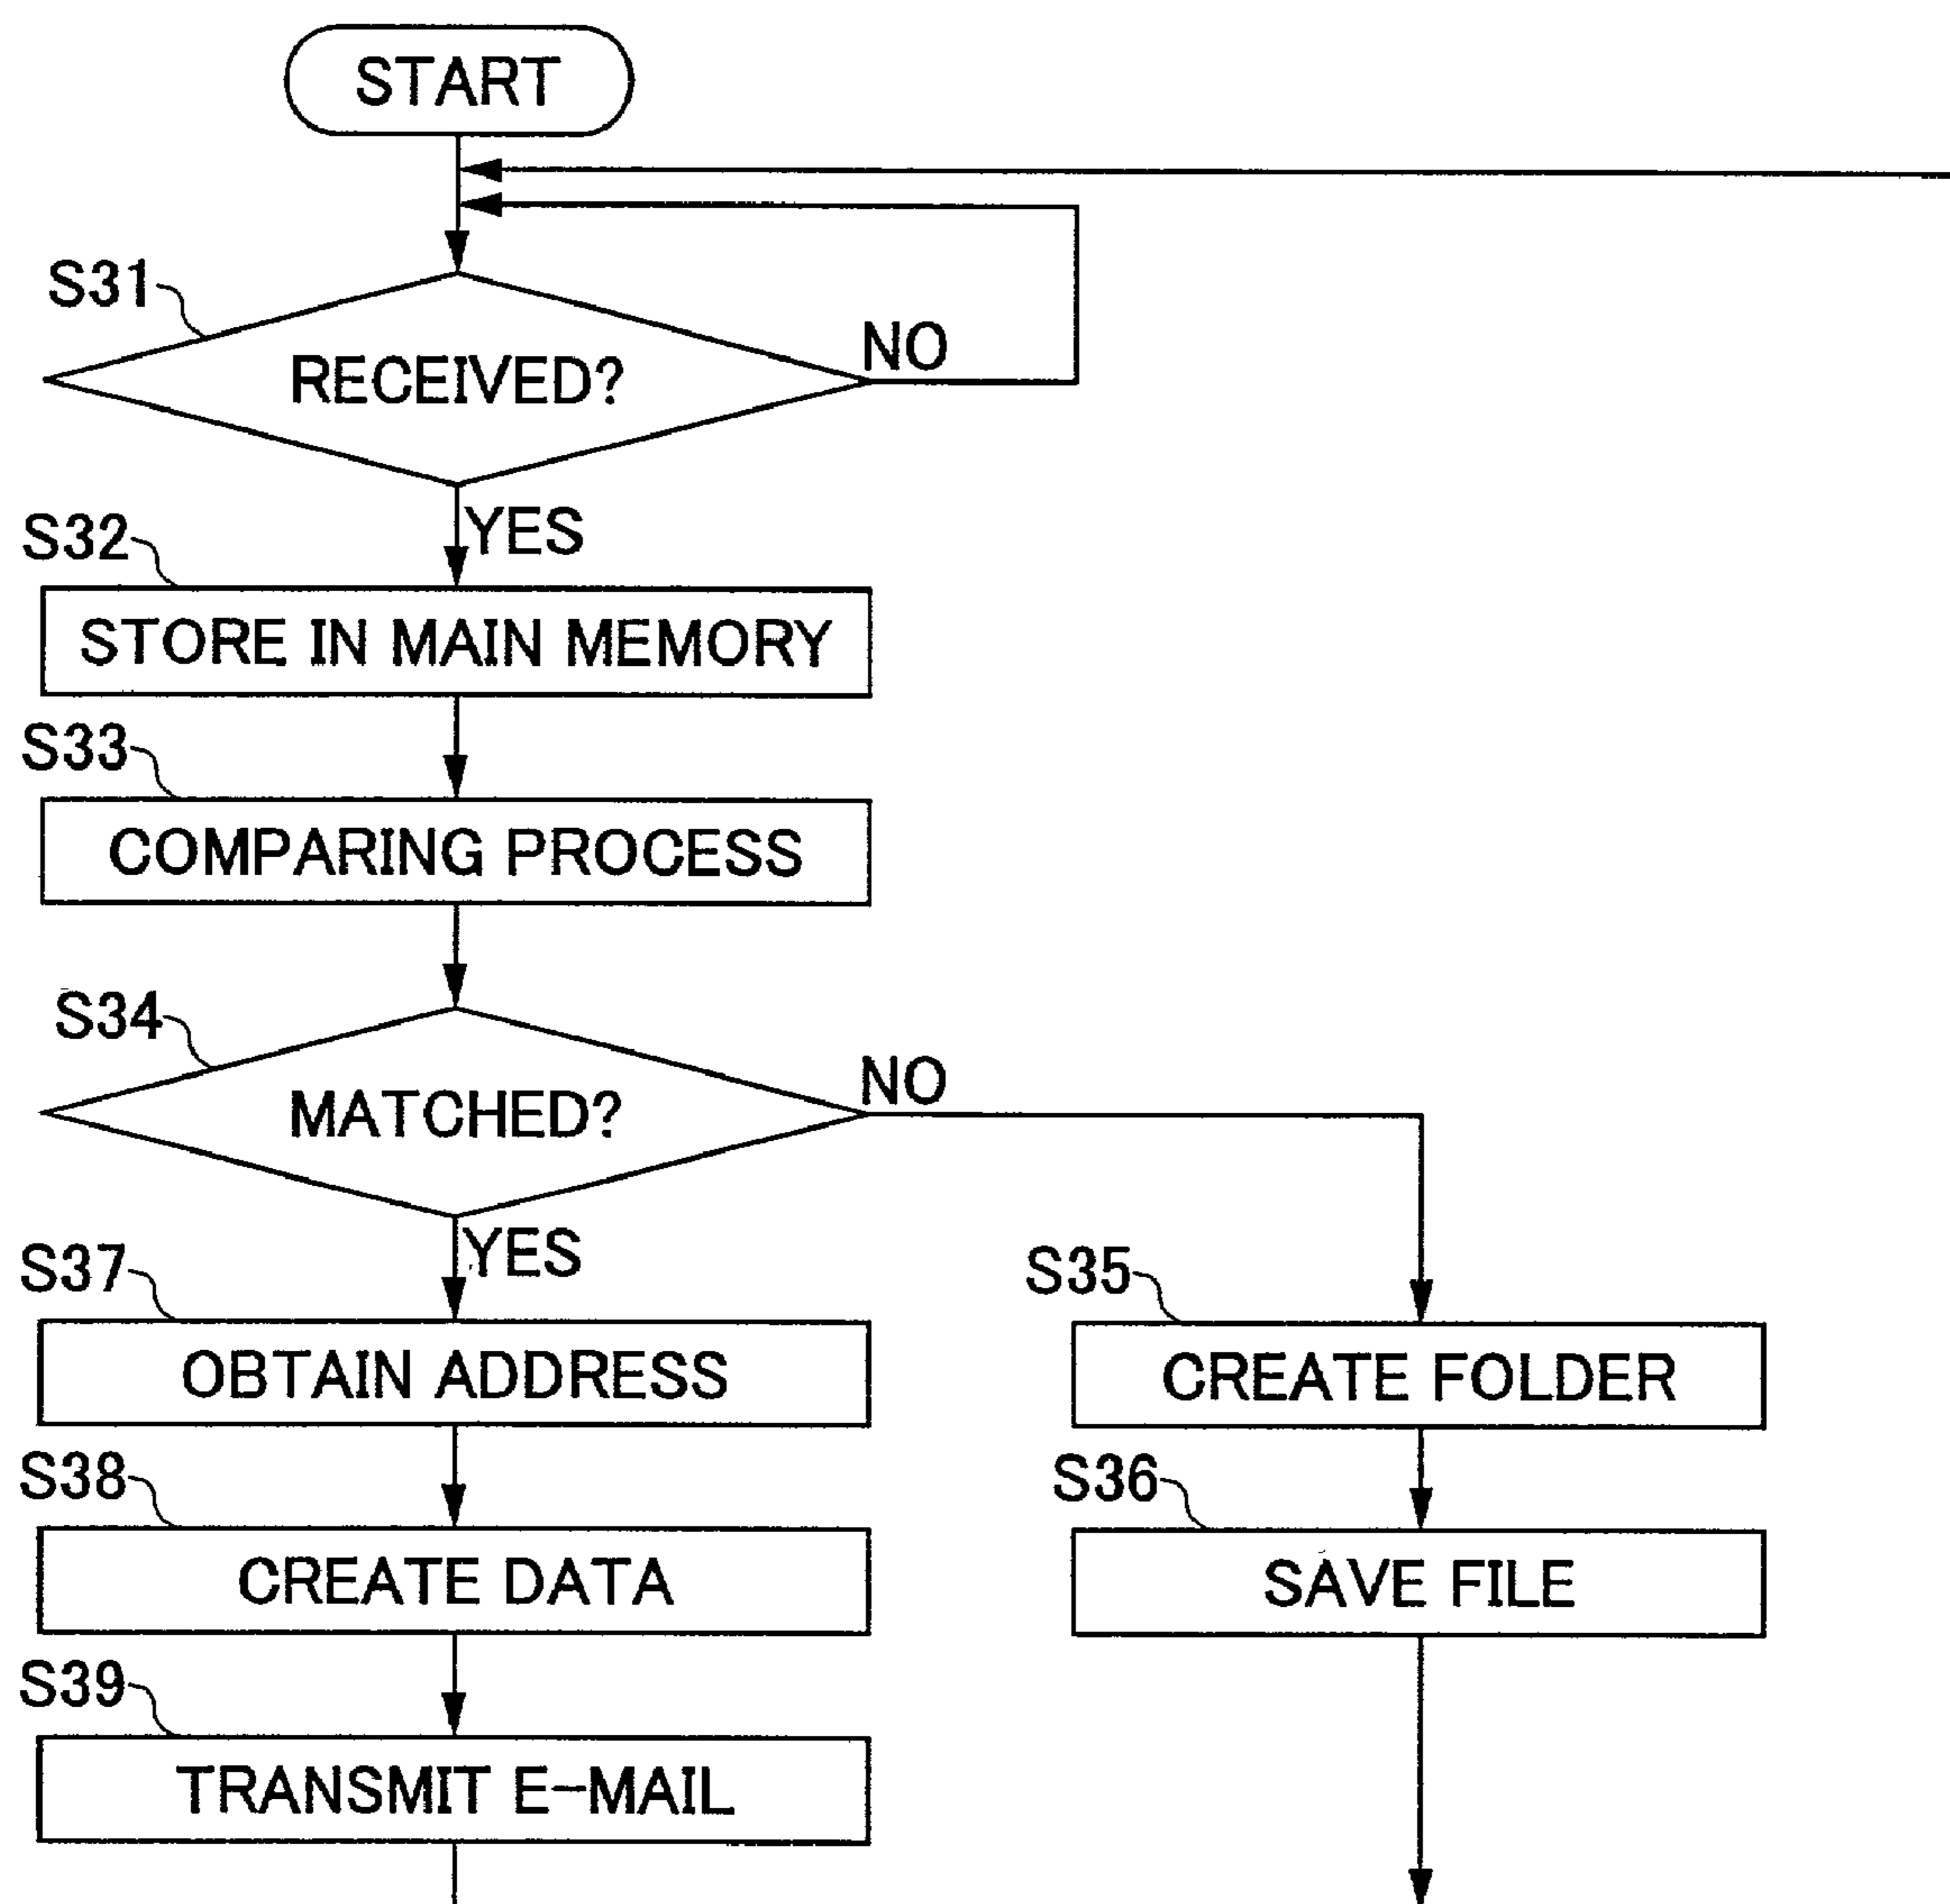 START
S31
RECEIVED?
NO
YES
S32
STORE IN MAIN MEMORY
S33
COMPARING PROCESS
S34
MATCHED?
NO
YES
S37
OBTAIN ADDRESS
S35
CREATE FOLDER
S38
CREATE DATA
S36
SAVE FILE
S39
TRANSMIT E-MAIL